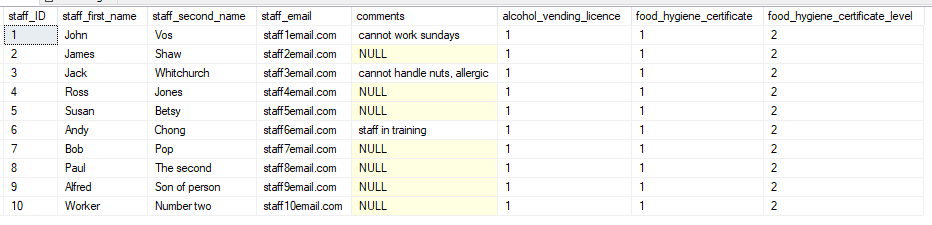 staff_ID staff_first_name staff_second_name staff_email comments alcohol_vending_licence food_hygiene_certificate food_hygiene_certificate_level
1 John Vos staff1email.com cannot work sundays 1 1 2
2 James Shaw staff2email.com NULL 1 1 2
3 Jack Whitchurch staff3email.com cannot handle nuts, allergic 1 1 2
4 Ross Jones staff4email.com NULL 1 1 2
5 Susan Betsy staff5email.com NULL 1 1 2
6 Andy Chong staff6email.com staff in training 1 1 2
7 Bob Pop staff7email.com NULL 1 1 2
8 Paul The second staff8email.com NULL 1 1 2
9 Alfred Son of person staff9email.com NULL 1 1 2
10 Worker Number two staff10email.com NULL 1 1 2